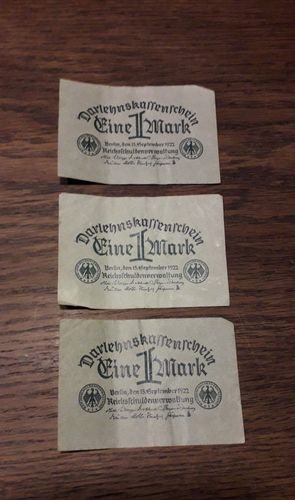 Darlehnskassenschein
Eine 1 Mark
Berlin, den 15. September 1922
Reichsschuldenverwaltung
Darlehnskassenschein
Eine 1 Mark
Berlin, den 15. September 1922
Reichsschuldenverwaltung
Darlehnskassenschein
Eine 1 Mark
Berlin, den 15. September 1922
Reichsschuldenverwaltung